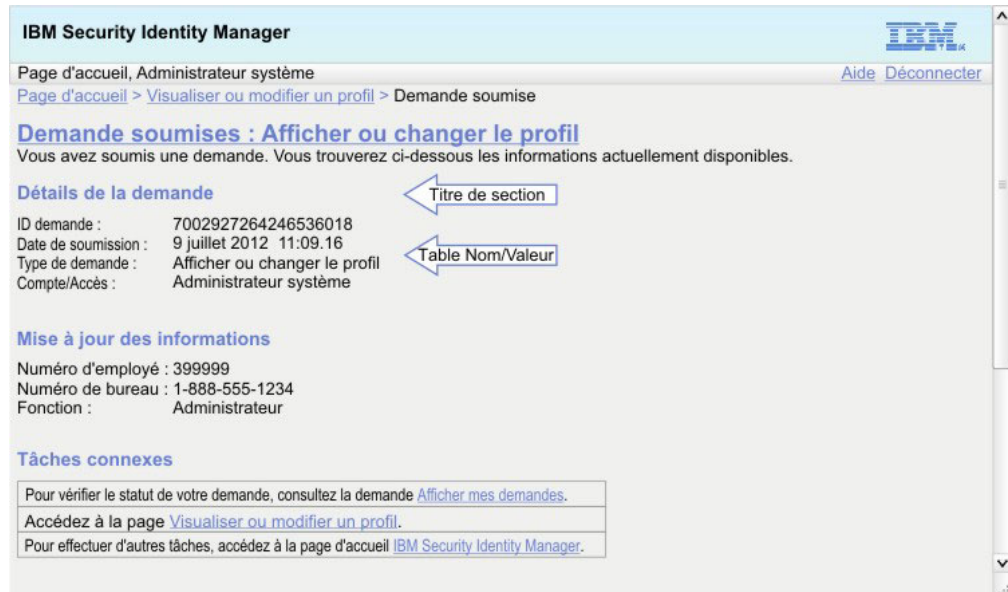 IBM Security Identity Manager
IBM
Page d'accueil, Administrateur système
Aide Déconnecter
Page d'accueil > Visualiser ou modifier un profil > Demande soumise
Demande soumises : Afficher ou changer le profil
Vous avez soumis une demande. Vous trouverez ci-dessous les informations actuellement disponibles.
Détails de la demande
Titre de section
ID demande : 7002927264246536018
Date de soumission : 9 juillet 2012 11:09.16
Type de demande : Afficher ou changer le profil
Table Nom/Valeur
Compte/Accès : Administrateur système
Mise à jour des informations
Numéro d'employé : 399999
Numéro de bureau : 1-888-555-1234
Fonction : Administrateur
Tâches connexes
Pour vérifier le statut de votre demande, consultez la demande Afficher mes demandes.
Accédez à la page Visualiser ou modifier un profil.
Pour effectuer d'autres tâches, accédez à la page d'accueil IBM Security Identity Manager.